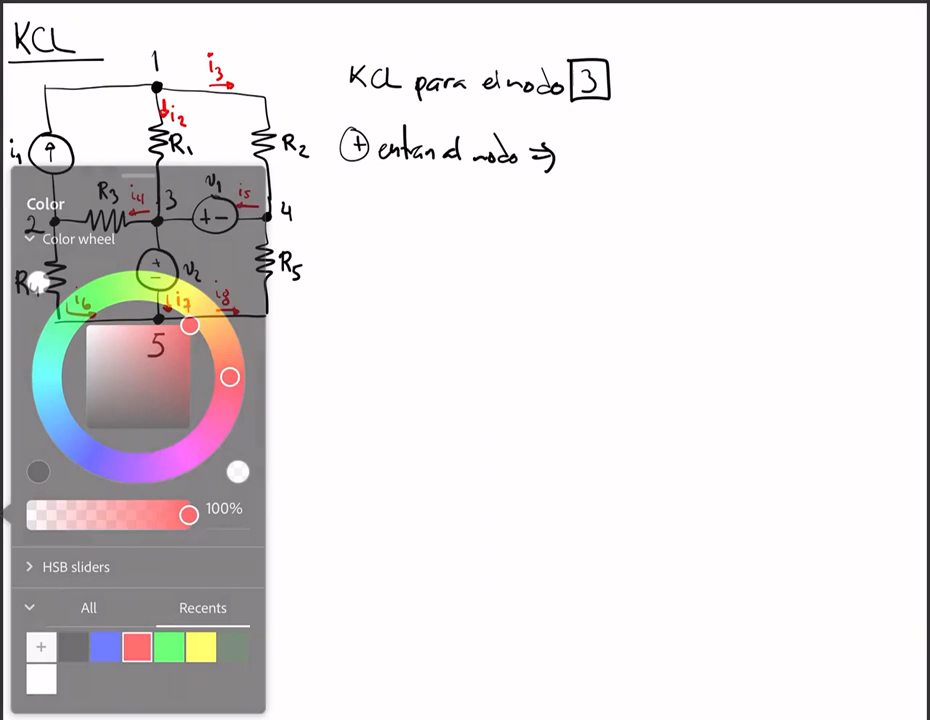 KCL
1
i3
KCL para el nodo 3
i2
i1
R1
R2
⊕ entran al nodo ⇒
R3
i4
3
v1
i5
Color
2
+ -
4
Color wheel
+
-
v2
R5
R4
i6
i7
i8
5
100%
HSB sliders
All
Recents
+